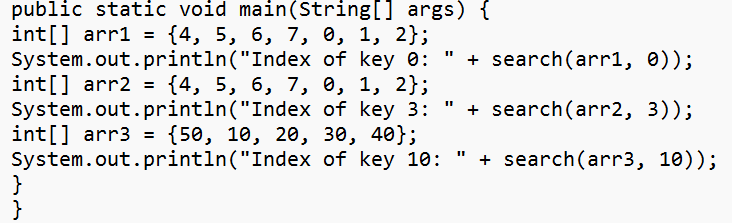 public static void main(String[] args) {
int[] arr1 = {4, 5, 6, 7, 0, 1, 2};
System.out.println("Index of key 0: " + search(arr1, 0));
int[] arr2 = {4, 5, 6, 7, 0, 1, 2};
System.out.println("Index of key 3: " + search(arr2, 3));
int[] arr3 = {50, 10, 20, 30, 40};
System.out.println("Index of key 10: " + search(arr3, 10));
}
}